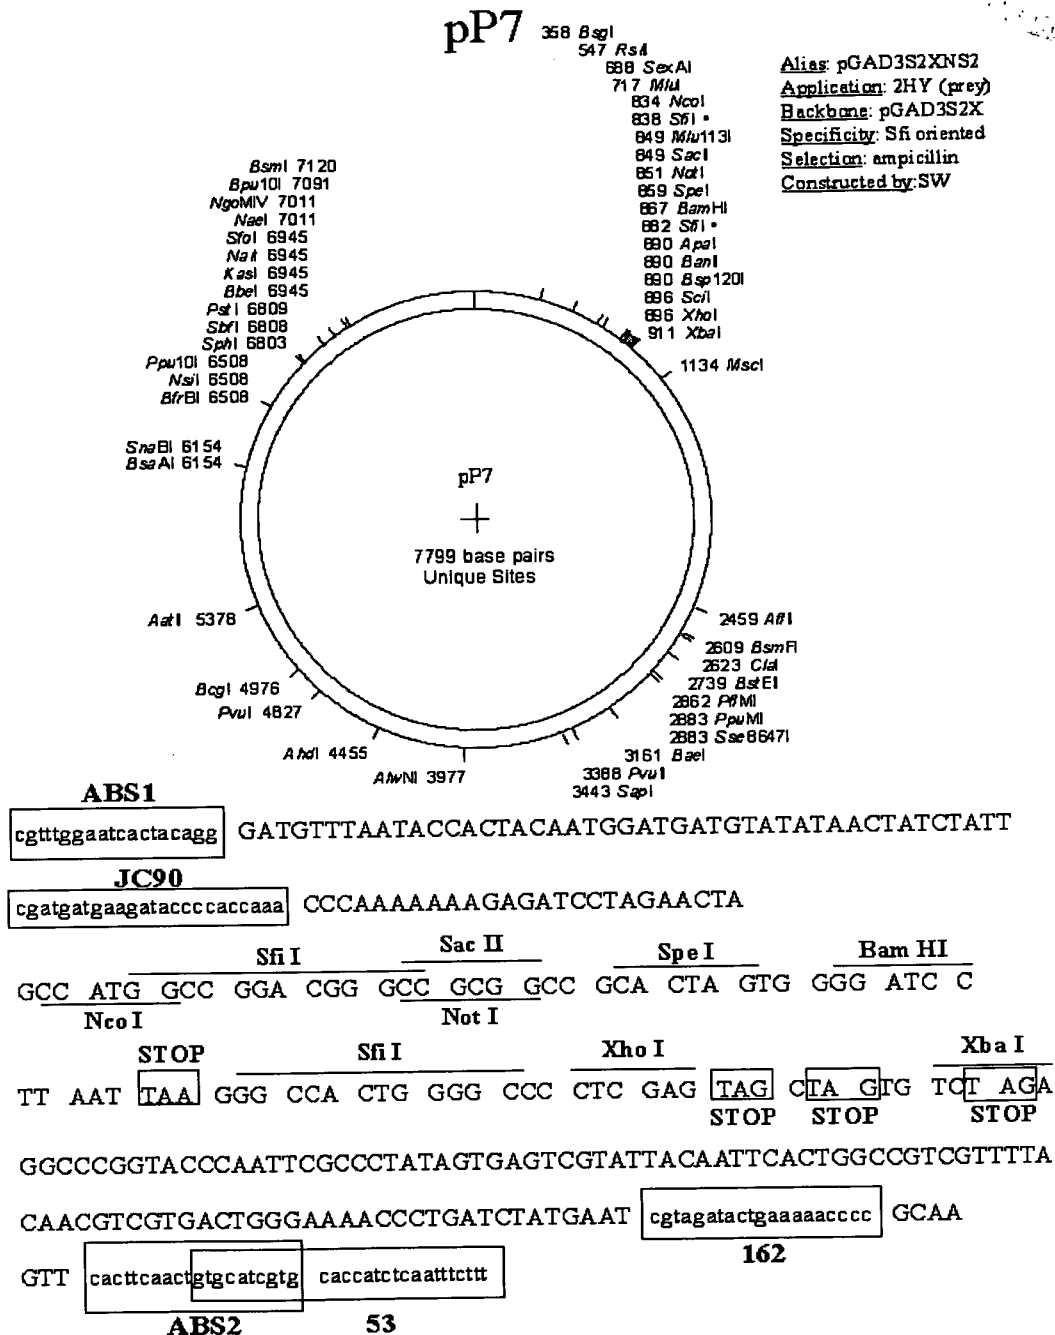 pP7
358 BsgI
547 RsrII
688 SexAI
717 MluI
834 NcoI
838 SfiI *
849 Mlu113I
849 SacII
851 NotI
859 SpeI
867 BamHI
882 SfiI *
890 ApaI
890 BanII
890 Bsp120I
896 SciI
896 XhoI
911 XbaI
1134 MscI
Alias: pGAD3S2XNS2
Application: 2HY (prey)
Backbone: pGAD3S2X
Specificity: Sfi oriented
Selection: ampicillin
Constructed by:SW
BsmI 7120
Bpu10I 7091
NgoMIV 7011
NaeI 7011
SfoI 6945
NarI 6945
KasI 6945
BbeI 6945
PstI 6809
SbfI 6808
SphI 6803
Ppu10I 6508
NsiI 6508
BfrBI 6508
SnaBI 6154
BsaAI 6154
pP7
7799 base pairs
Unique Sites
AatII 5378
BcgI 4976
PvuI 4827
AhdI 4455
AlwNI 3977
2459 AflII
2609 BsmFI
2623 ClaI
2739 BstEII
2862 PflMI
2883 PpuMI
2883 Sse8647I
3161 BaeI
3388 PvuII
3443 SapI
ABS1
cgtttggaatcactacagg GATGTTTAATACCACTACAATGGATGATGTATATAACTATCTATT
JC90
cgatgatgaagataccccaccaaa CCCAAAAAAAGAGATCCTAGAACTA
Sfi I Sac II Spe I Bam HI
GCC ATG GCC GGA CGG GCC GCG GCC GCA CTA GTG GGG ATC C
Nco I Not I
STOP Sfi I Xho I Xba I
TT AAT TAA GGG CCA CTG GGG CCC CTC GAG TAG CTA GTG TCT AGA
STOP STOP STOP
GGCCCGGTACCCAATTCGCCCTATAGTGAGTCGTATTACAATTCACTGGCCGTCGTTTTA
CAACGTCGTGACTGGGAAAACCCTGATCTATGAAT cgtagatactgaaaaacccc GCAA
162
GTT cacttcaactgtgcatcgtg caccatctcaatttcttt
ABS2 53